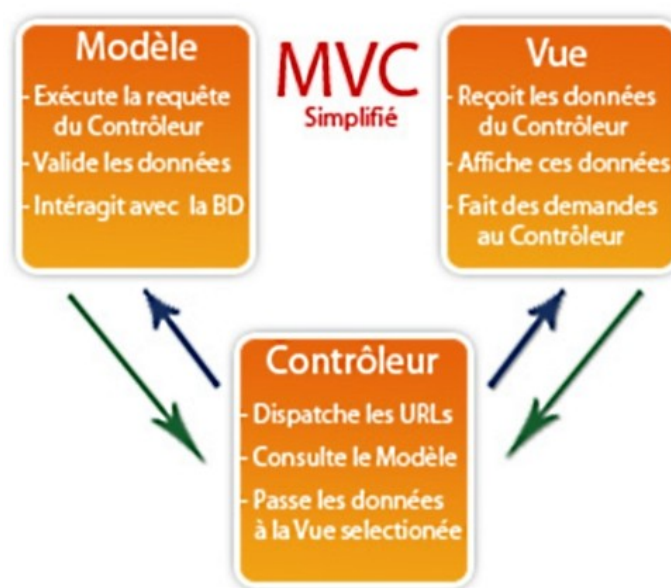 Modèle
- Exécute la requête
du Contrôleur
- Valide les données
- Intéragit avec la BD
MVC
Simplifié
Vue
- Reçoit les données
du Contrôleur
- Affiche ces données
- Fait des demandes
au Contrôleur
Contrôleur
- Dispatche les URLs
- Consulte le Modèle
- Passe les données
à la Vue selectionée